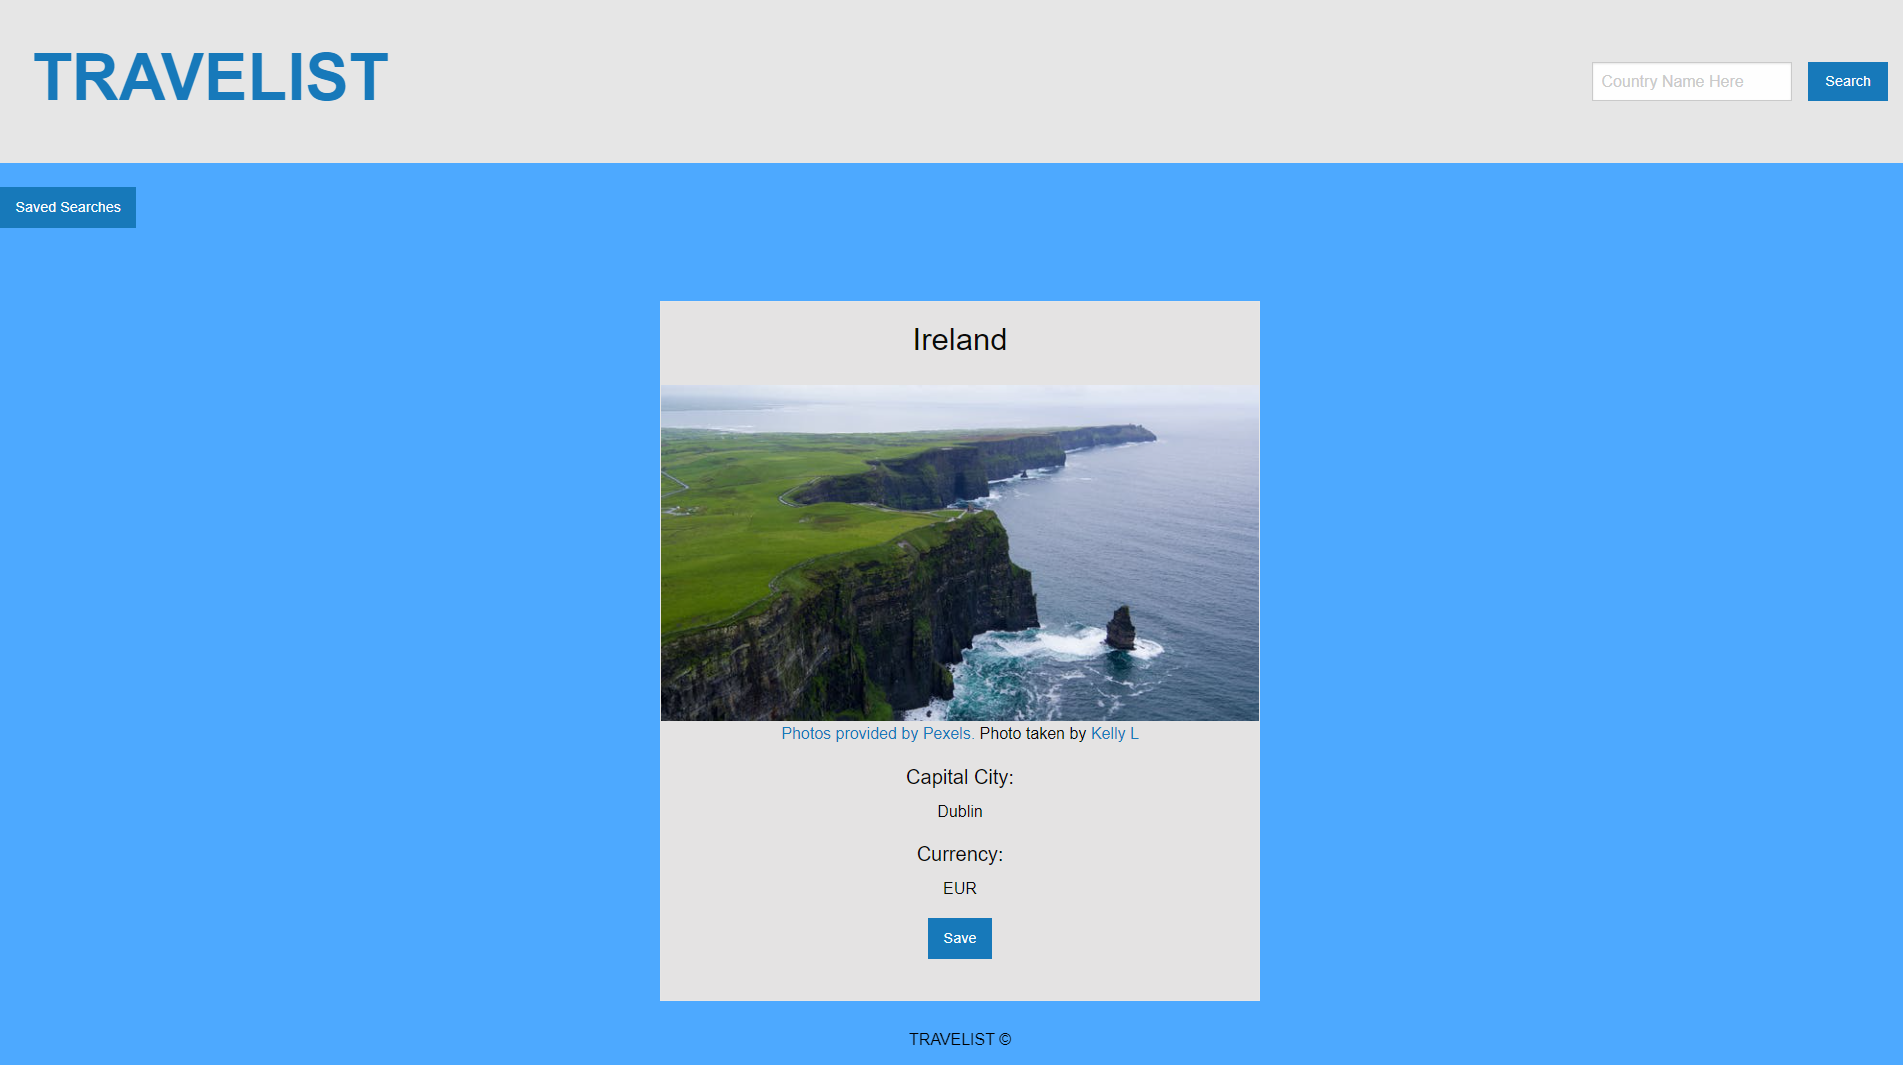 TRAVELIST
Country Name Here
Search
Saved Searches
Ireland
Photos provided by Pexels. Photo taken by Kelly L
Capital City:
Dublin
Currency:
EUR
Save
TRAVELIST ©